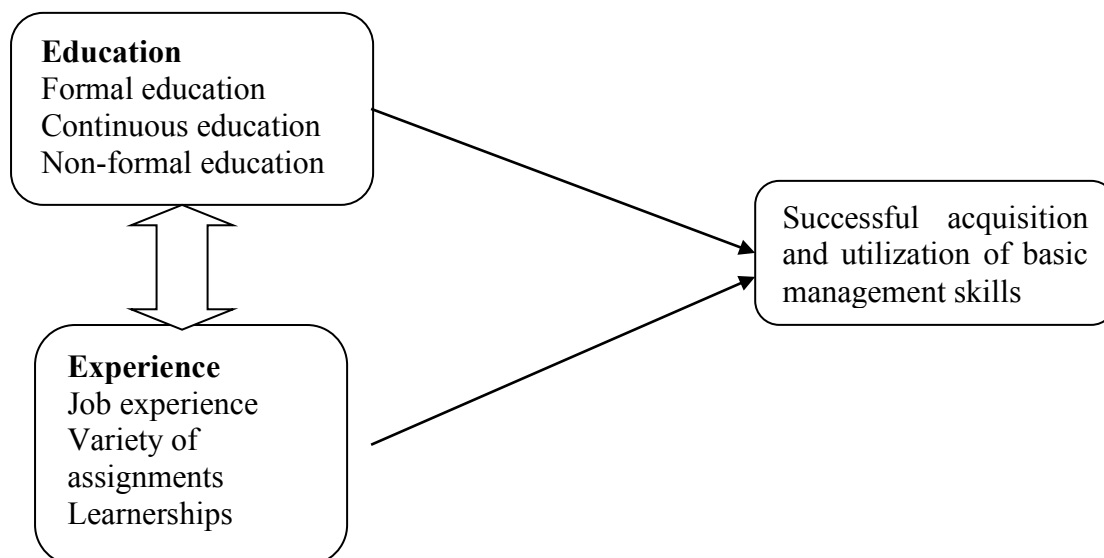 Education
Formal education
Continuous education
Non-formal education
Successful acquisition
and utilization of basic
management skills
Experience
Job experience
Variety of
assignments
Learnerships